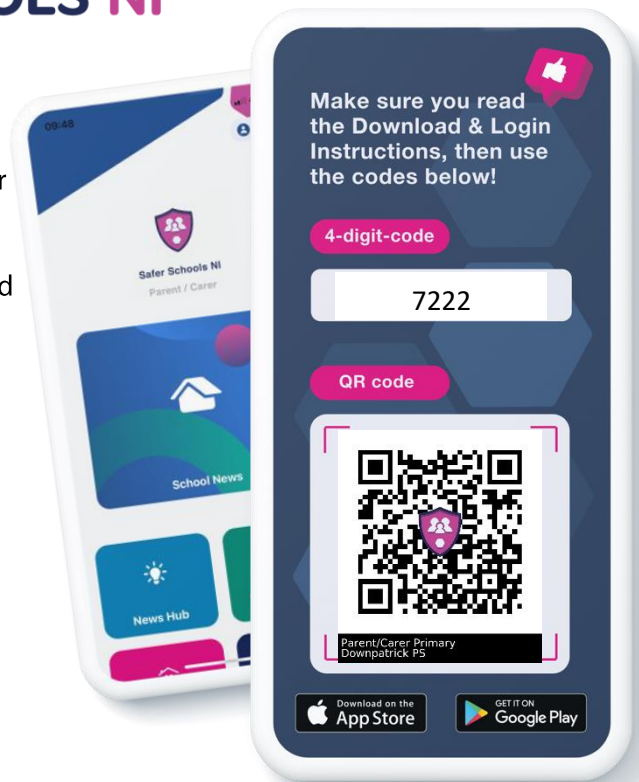 NI
r
d
09:48
Safer Schools NI
Parent / Carer
School News
News Hub
Make sure you read
the Download & Login
Instructions, then use
the codes below!
4-digit-code
7222
QR code
Parent/Carer Primary
Downpatrick PS
Download on the
App Store
GET IT ON
Google Play